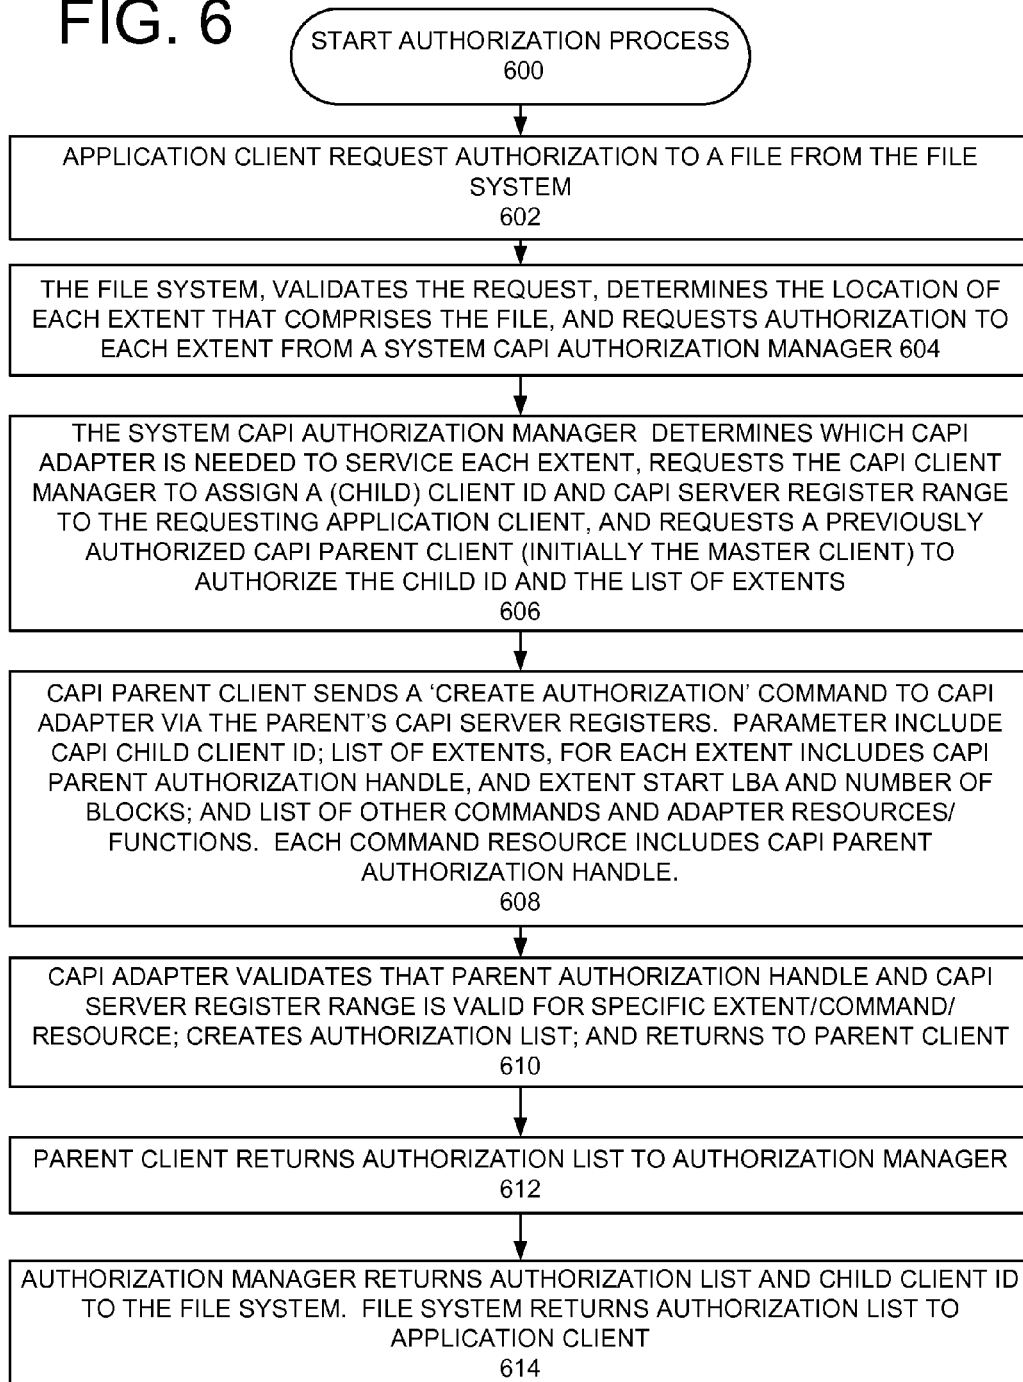 FIG. 6
START AUTHORIZATION PROCESS
600
APPLICATION CLIENT REQUEST AUTHORIZATION TO A FILE FROM THE FILE
SYSTEM
602
THE FILE SYSTEM, VALIDATES THE REQUEST, DETERMINES THE LOCATION OF
EACH EXTENT THAT COMPRISES THE FILE, AND REQUESTS AUTHORIZATION TO
EACH EXTENT FROM A SYSTEM CAPI AUTHORIZATION MANAGER 604
THE SYSTEM CAPI AUTHORIZATION MANAGER DETERMINES WHICH CAPI
ADAPTER IS NEEDED TO SERVICE EACH EXTENT, REQUESTS THE CAPI CLIENT
MANAGER TO ASSIGN A (CHILD) CLIENT ID AND CAPI SERVER REGISTER RANGE
TO THE REQUESTING APPLICATION CLIENT, AND REQUESTS A PREVIOUSLY
AUTHORIZED CAPI PARENT CLIENT (INITIALLY THE MASTER CLIENT) TO
AUTHORIZE THE CHILD ID AND THE LIST OF EXTENTS
606
CAPI PARENT CLIENT SENDS A ‘CREATE AUTHORIZATION’ COMMAND TO CAPI
ADAPTER VIA THE PARENT’S CAPI SERVER REGISTERS. PARAMETER INCLUDE
CAPI CHILD CLIENT ID; LIST OF EXTENTS, FOR EACH EXTENT INCLUDES CAPI
PARENT AUTHORIZATION HANDLE, AND EXTENT START LBA AND NUMBER OF
BLOCKS; AND LIST OF OTHER COMMANDS AND ADAPTER RESOURCES/
FUNCTIONS. EACH COMMAND RESOURCE INCLUDES CAPI PARENT
AUTHORIZATION HANDLE.
608
CAPI ADAPTER VALIDATES THAT PARENT AUTHORIZATION HANDLE AND CAPI
SERVER REGISTER RANGE IS VALID FOR SPECIFIC EXTENT/COMMAND/
RESOURCE; CREATES AUTHORIZATION LIST; AND RETURNS TO PARENT CLIENT
610
PARENT CLIENT RETURNS AUTHORIZATION LIST TO AUTHORIZATION MANAGER
612
AUTHORIZATION MANAGER RETURNS AUTHORIZATION LIST AND CHILD CLIENT ID
TO THE FILE SYSTEM. FILE SYSTEM RETURNS AUTHORIZATION LIST TO
APPLICATION CLIENT
614